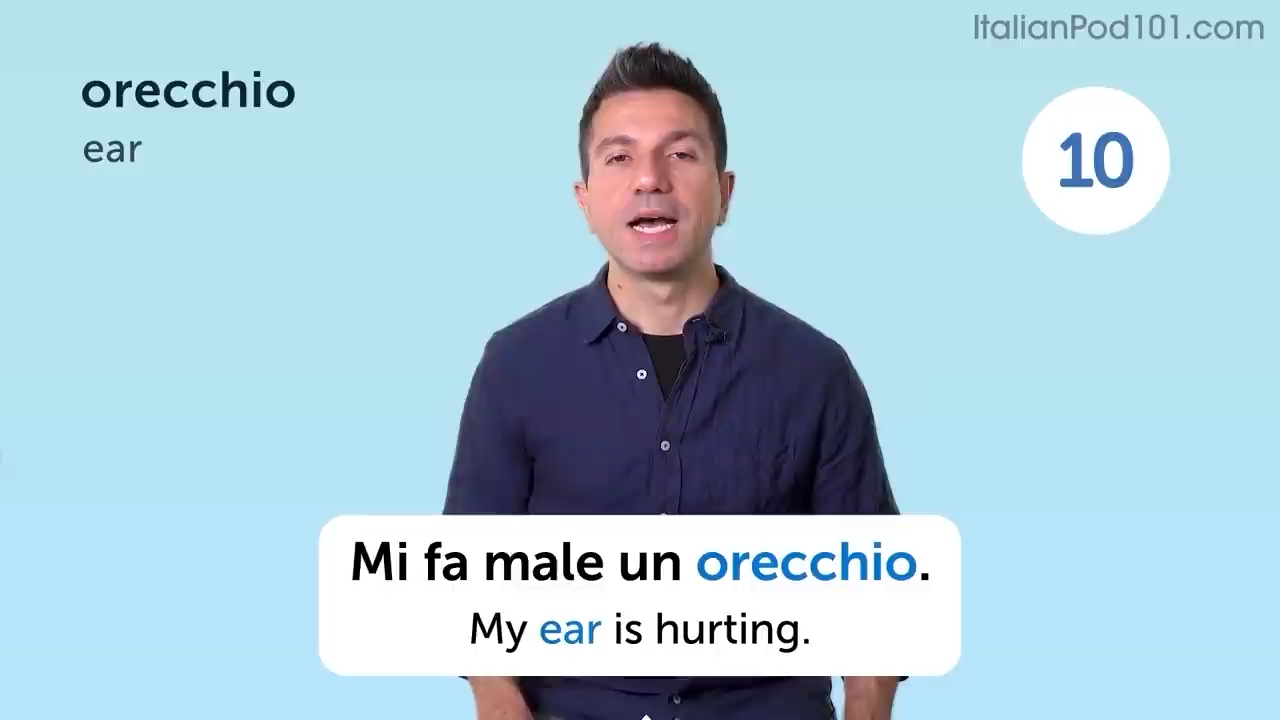 ItalianPod101.com
orecchio
ear
10
Mi fa male un orecchio.
My ear is hurting.